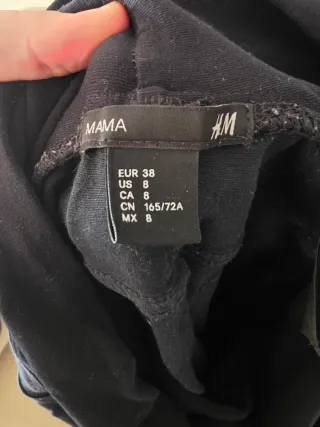 MAMA H&M
EUR 38
US 8
CA 8
CN 165/72A
MX 8